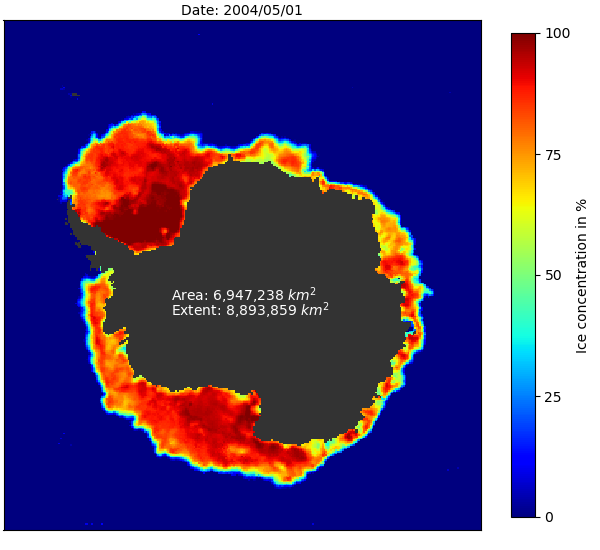 Date: 2004/05/01
100
75
50
25
0
Ice concentration in %
Area: 6,947,238 km²
Extent: 8,893,859 km²